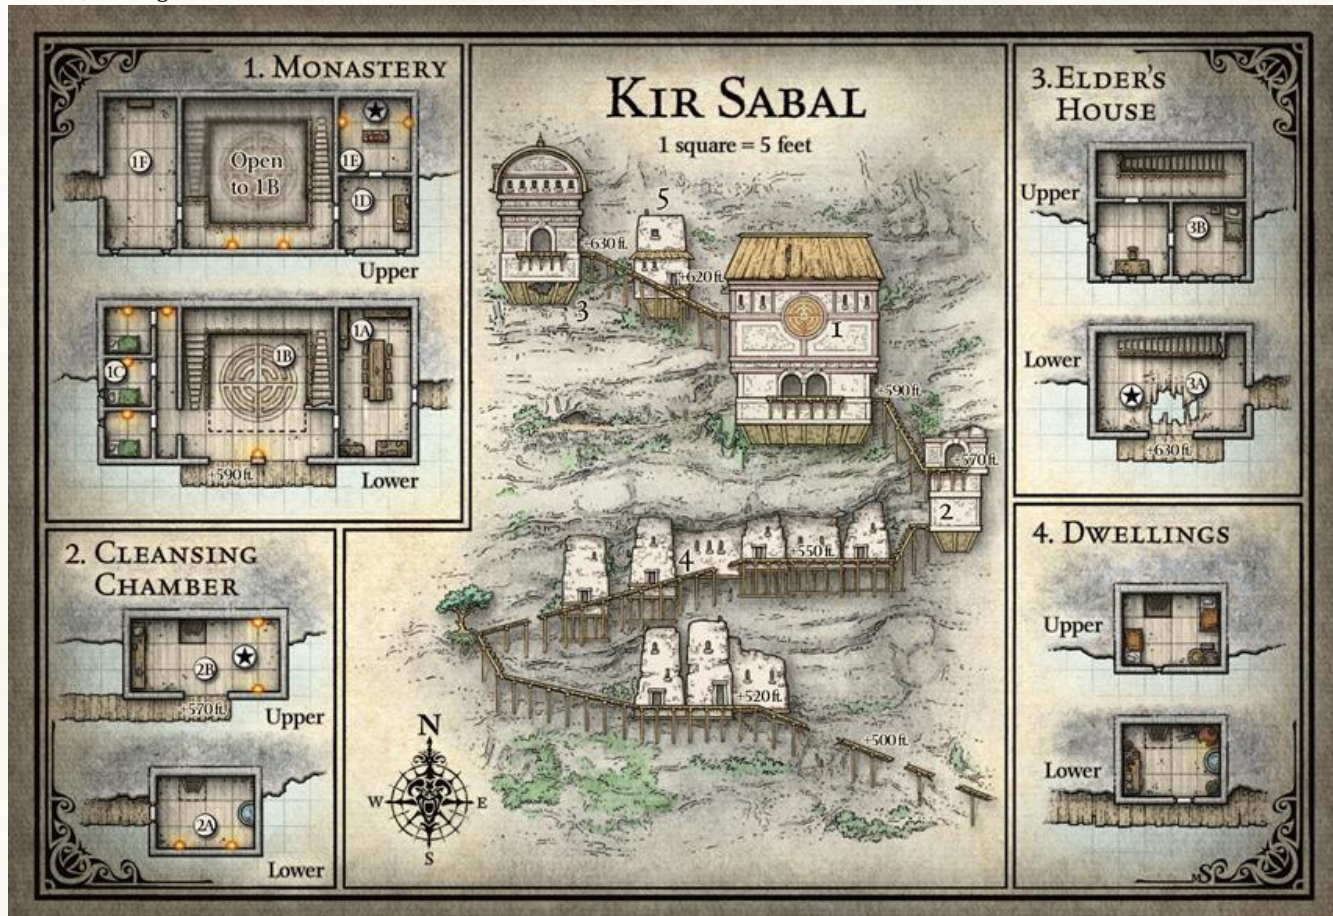 1. MONASTERY
1F
Open
to 1B
1E
1D
Upper
1A
1B
1C
+590 ft.
Lower
2. CLEANSING
CHAMBER
2B
+570 ft.
Upper
2A
Lower
KIR SABAL
1 square = 5 feet
5
+630 ft.
+620 ft.
3
1
+590 ft.
+570 ft.
2
4
+550 ft.
+520 ft.
+500 ft.
N
W
E
S
3. ELDER'S
HOUSE
Upper
3B
Lower
3A
+630 ft.
4. DWELLINGS
Upper
Lower